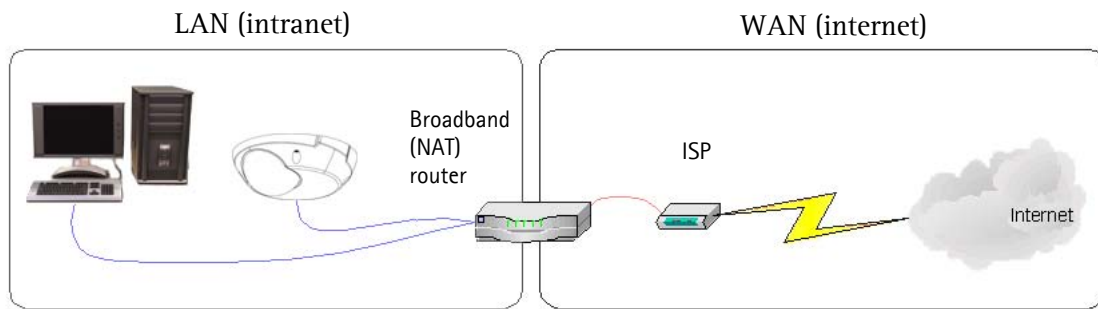 LAN (intranet)
WAN (internet)
Broadband
(NAT)
router
ISP
Internet